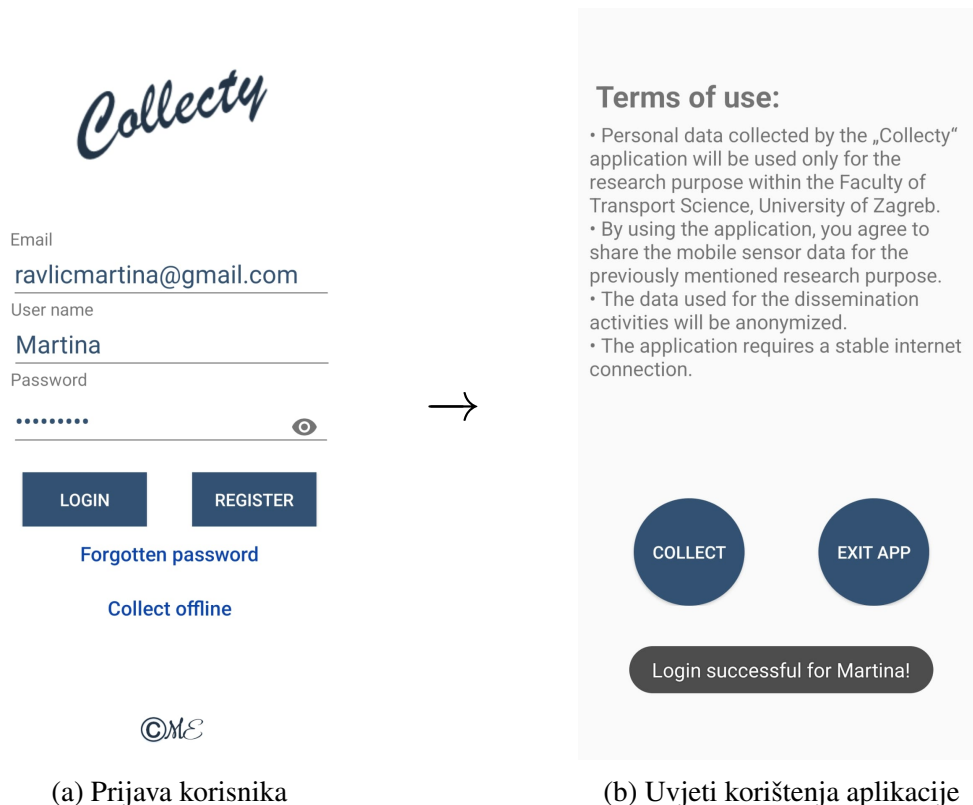 Collecty
Email
ravlicmartina@gmail.com
User name
Martina
Password
•••••••••
LOGIN
REGISTER
Forgotten password
Collect offline
©ME
(a) Prijava korisnika
→
Terms of use:
• Personal data collected by the „Collecty“
application will be used only for the
research purpose within the Faculty of
Transport Science, University of Zagreb.
• By using the application, you agree to
share the mobile sensor data for the
previously mentioned research purpose.
• The data used for the dissemination
activities will be anonymized.
• The application requires a stable internet
connection.
COLLECT
EXIT APP
Login successful for Martina!
(b) Uvjeti korištenja aplikacije